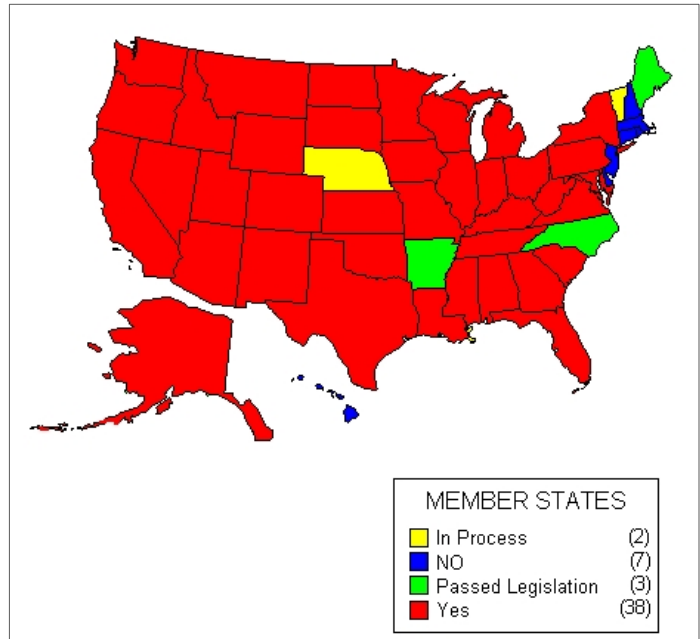 MEMBER STATES
In Process (2)
NO (7)
Passed Legislation (3)
Yes (38)